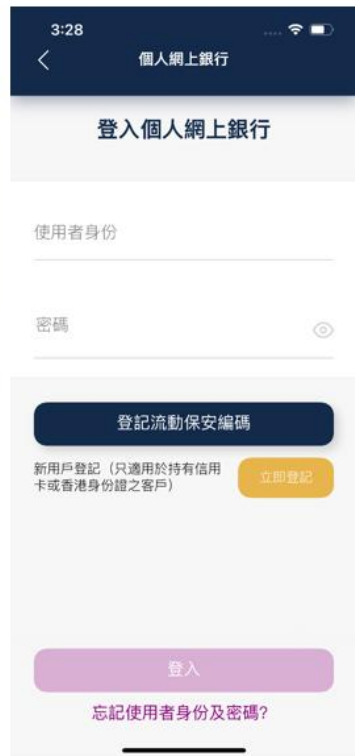 3:28
個人網上銀行
登入個人網上銀行
使用者身份
密碼
登記流動保安編碼
新用戶登記（只適用於持有信用
卡或香港身份證之客戶）
立即登記
登入
忘記使用者身份及密碼?